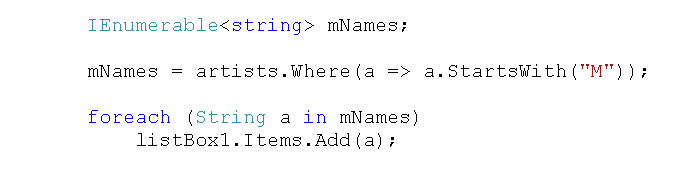 IEnumerable<string> mNames;
mNames = artists.Where(a => a.StartsWith("M"));
foreach (String a in mNames)
listBox1.Items.Add(a);